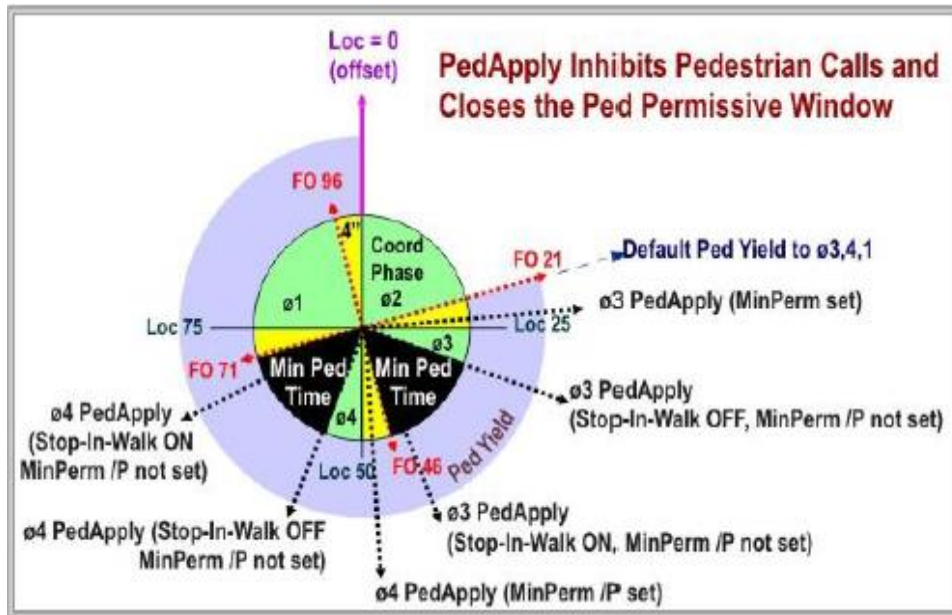 Loc = 0
(offset)
PedApply Inhibits Pedestrian Calls and
Closes the Ped Permissive Window
FO 96
4"
Coord
Phase
ø2
FO 21
Default Ped Yield to ø3,4,1
ø1
ø3 PedApply (MinPerm set)
Loc 75
Loc 25
ø3
FO 71
Min Ped
Time
Min Ped
Time
ø4
ø3 PedApply
(Stop-In-Walk OFF, MinPerm /P not set)
ø4 PedApply
(Stop-In-Walk ON
MinPerm /P not set)
Ped Yield
Loc 50
FO 46
ø4 PedApply (Stop-In-Walk OFF
MinPerm /P not set)
ø3 PedApply
(Stop-In-Walk ON, MinPerm /P not set)
ø4 PedApply (MinPerm /P set)